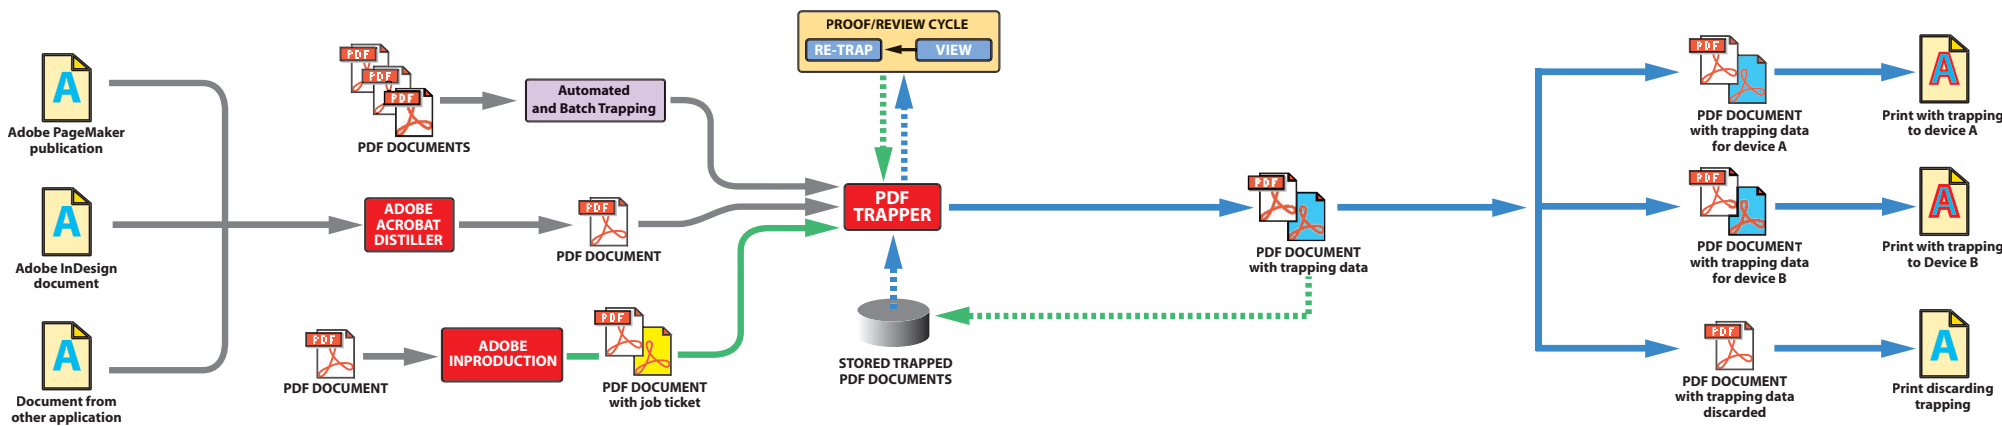 A
Adobe PageMaker
publication
A
Adobe InDesign
document
A
Document from
other application
PDF
PDF
PDF
PDF DOCUMENTS
Automated
and Batch Trapping
ADOBE
ACROBAT
DISTILLER
PDF
PDF DOCUMENT
PDF
PDF DOCUMENT
ADOBE
INPRODUCTION
PDF
PDF DOCUMENT
with job ticket
PROOF/REVIEW CYCLE
RE-TRAP
VIEW
PDF
TRAPPER
STORED TRAPPED
PDF DOCUMENTS
PDF
PDF DOCUMENT
with trapping data
PDF
PDF DOCUMENT
with trapping data
for device A
A
Print with trapping
to device A
PDF
PDF DOCUMENT
with trapping data
for device B
A
Print with trapping
to Device B
PDF
PDF DOCUMENT
with trapping data
discarded
A
Print discarding
trapping